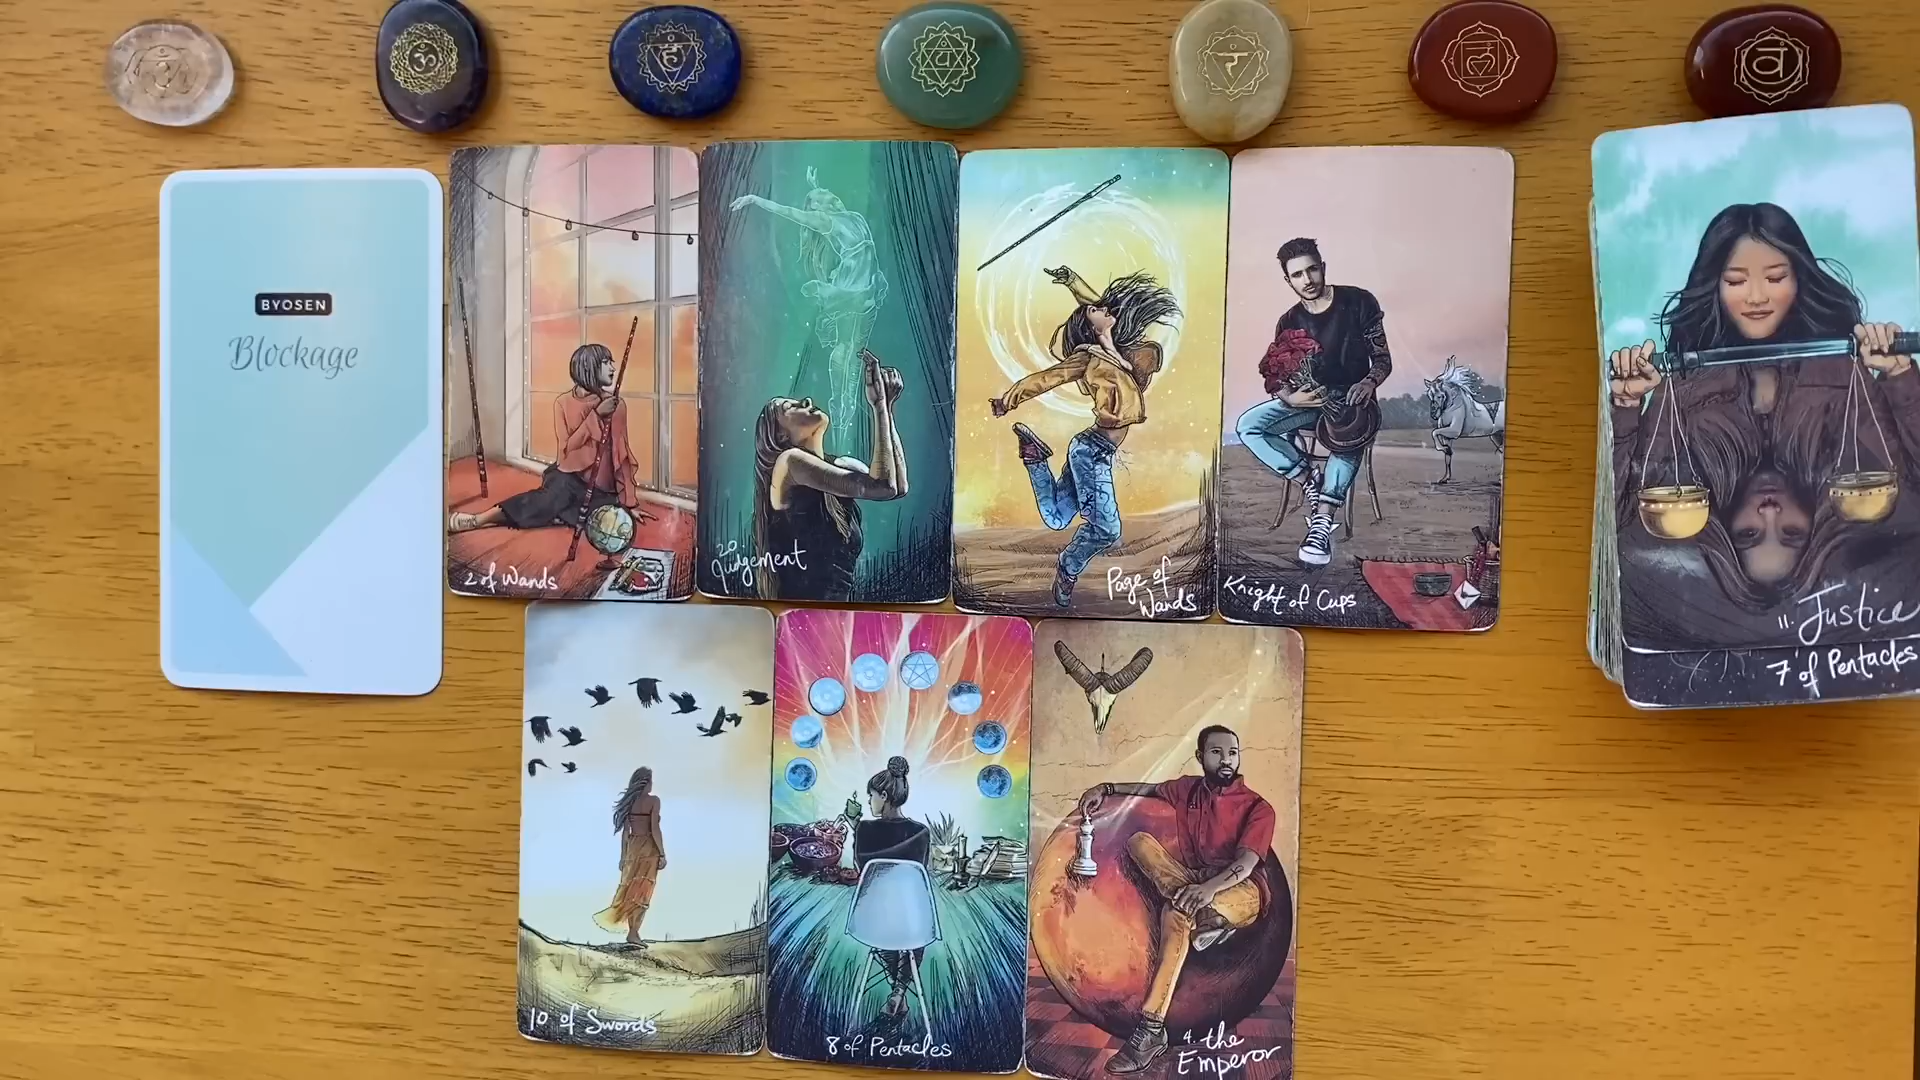 ॐ
हं
यं
रं
लं
वं
BYOSEN
Blockage
2 of Wands
20
Judgement
Page of
Wands
Knight of Cups
11. Justice
7 of Pentacles
10 of Swords
8 of Pentacles
4. the
Emperor